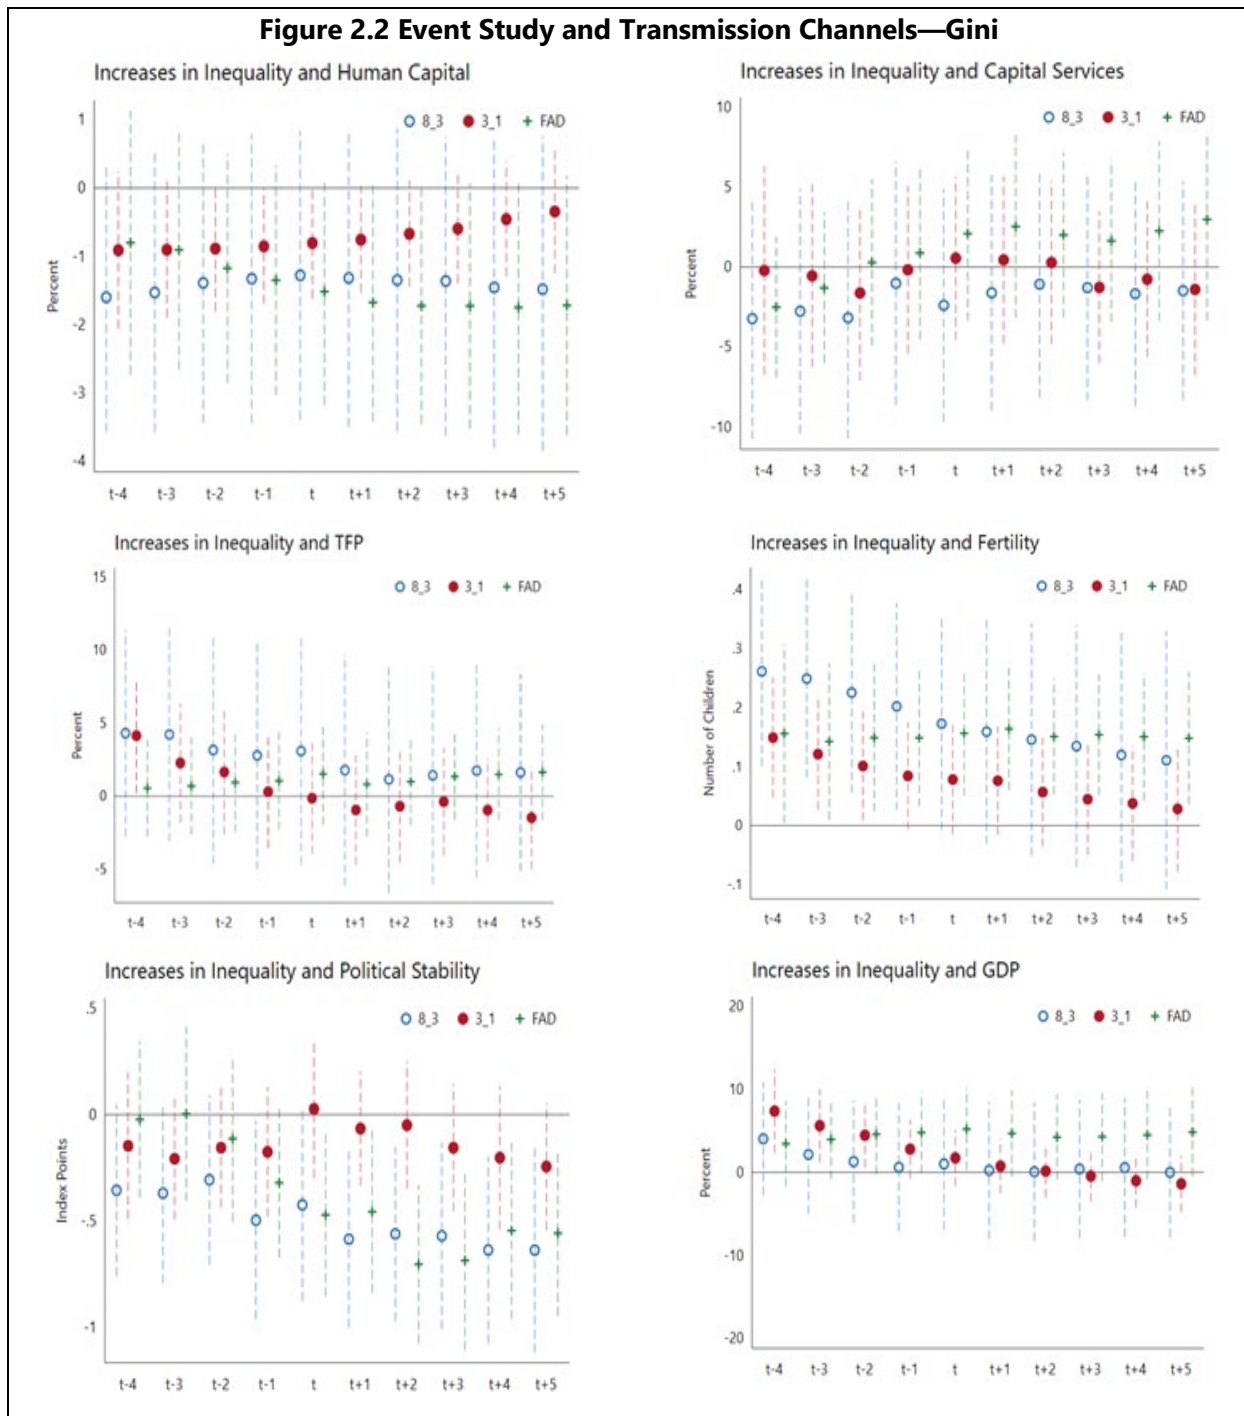 Figure 2.2 Event Study and Transmission Channels—Gini
Increases in Inequality and Human Capital
8_3 3_1 FAD
1
0
-1
-2
-3
-4
Percent
t-4 t-3 t-2 t-1 t t+1 t+2 t+3 t+4 t+5
Increases in Inequality and Capital Services
8_3 3_1 FAD
10
5
0
-5
-10
Percent
t-4 t-3 t-2 t-1 t t+1 t+2 t+3 t+4 t+5
Increases in Inequality and TFP
8_3 3_1 FAD
15
10
5
0
-5
Percent
t-4 t-3 t-2 t-1 t t+1 t+2 t+3 t+4 t+5
Increases in Inequality and Fertility
8_3 3_1 FAD
.4
.3
.2
.1
0
-.1
Number of Children
t-4 t-3 t-2 t-1 t t+1 t+2 t+3 t+4 t+5
Increases in Inequality and Political Stability
8_3 3_1 FAD
.5
0
-.5
-1
Index Points
t-4 t-3 t-2 t-1 t t+1 t+2 t+3 t+4 t+5
Increases in Inequality and GDP
8_3 3_1 FAD
20
10
0
-10
-20
Percent
t-4 t-3 t-2 t-1 t t+1 t+2 t+3 t+4 t+5